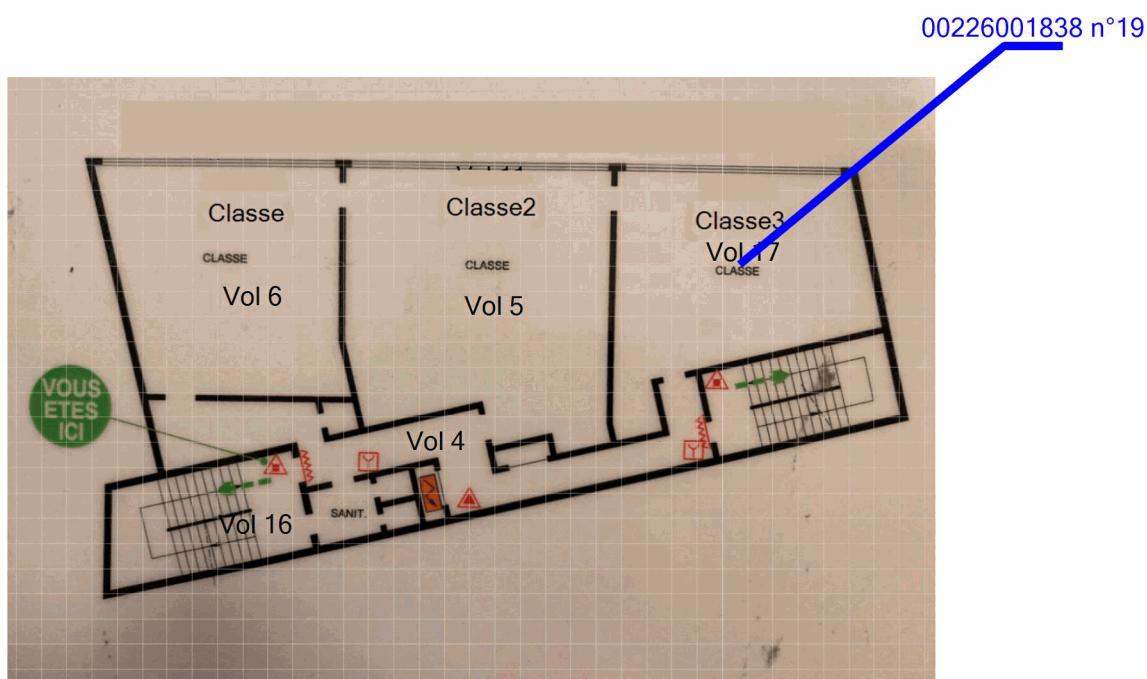 00226001838 n°19
Classe
Classe2
Classe3
Vol 17
CLASSE
CLASSE
CLASSE
Vol 6
Vol 5
VOUS
ETES
ICI
Vol 4
SANIT.
Vol 16